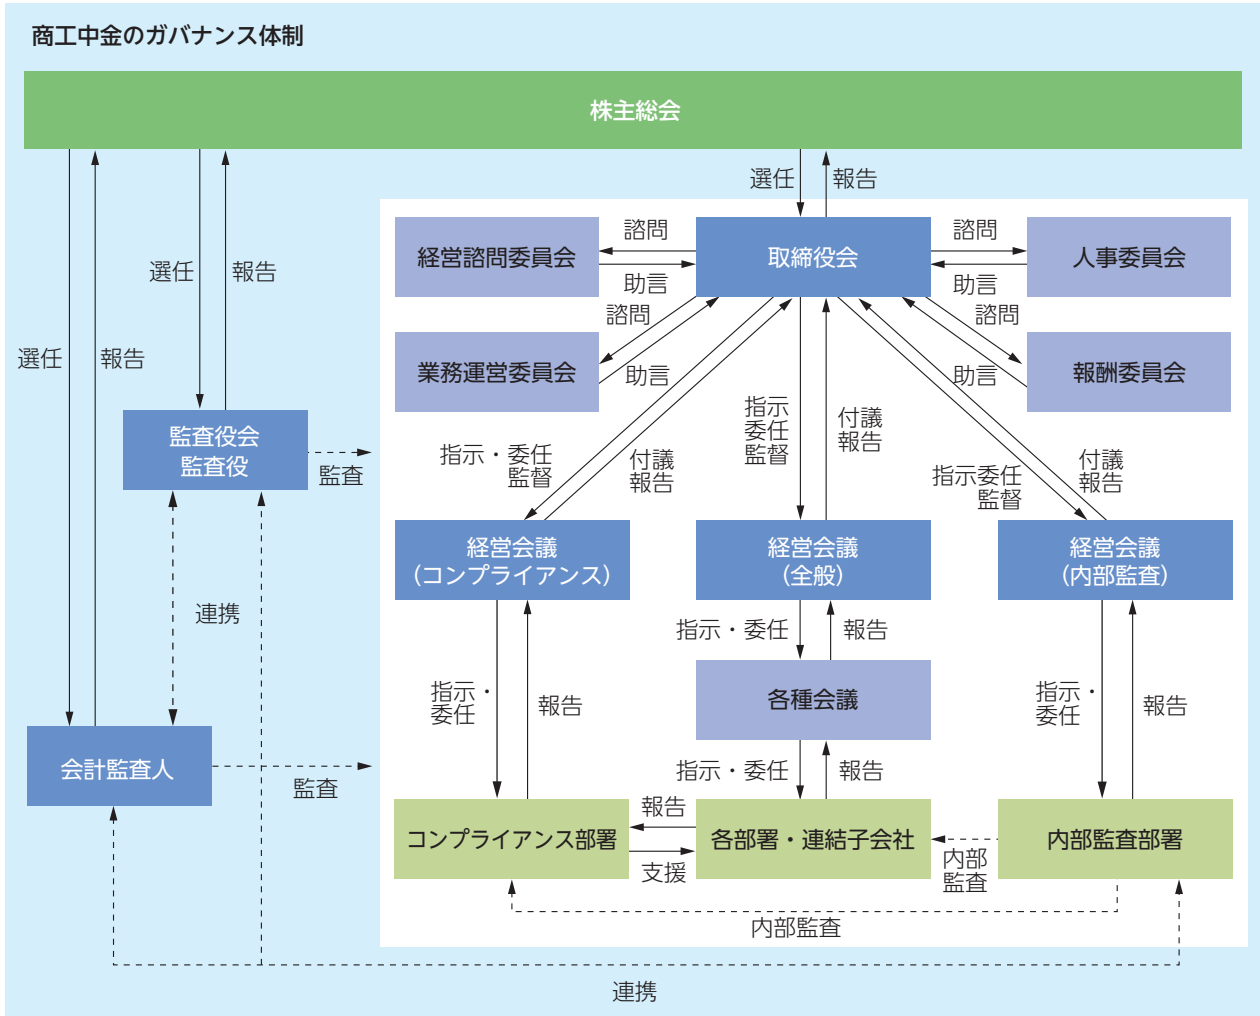 商工中金のガバナンス体制
株主総会
選任
報告
選任
報告
選任
報告
経営諮問委員会
諮問
助言
取締役会
諮問
助言
人事委員会
業務運営委員会
諮問
助言
諮問
助言
報酬委員会
監査役会
監査役
監査
指示・委任
監督
付議
報告
指示
委任
監督
付議
報告
指示委任
監督
付議
報告
経営会議
（コンプライアンス）
経営会議
（全般）
経営会議
（内部監査）
連携
指示・委任
報告
各種会議
指示・
委任
報告
指示・
委任
報告
会計監査人
監査
指示・委任
報告
コンプライアンス部署
報告
支援
各部署・連結子会社
内部
監査
内部監査部署
内部監査
連携